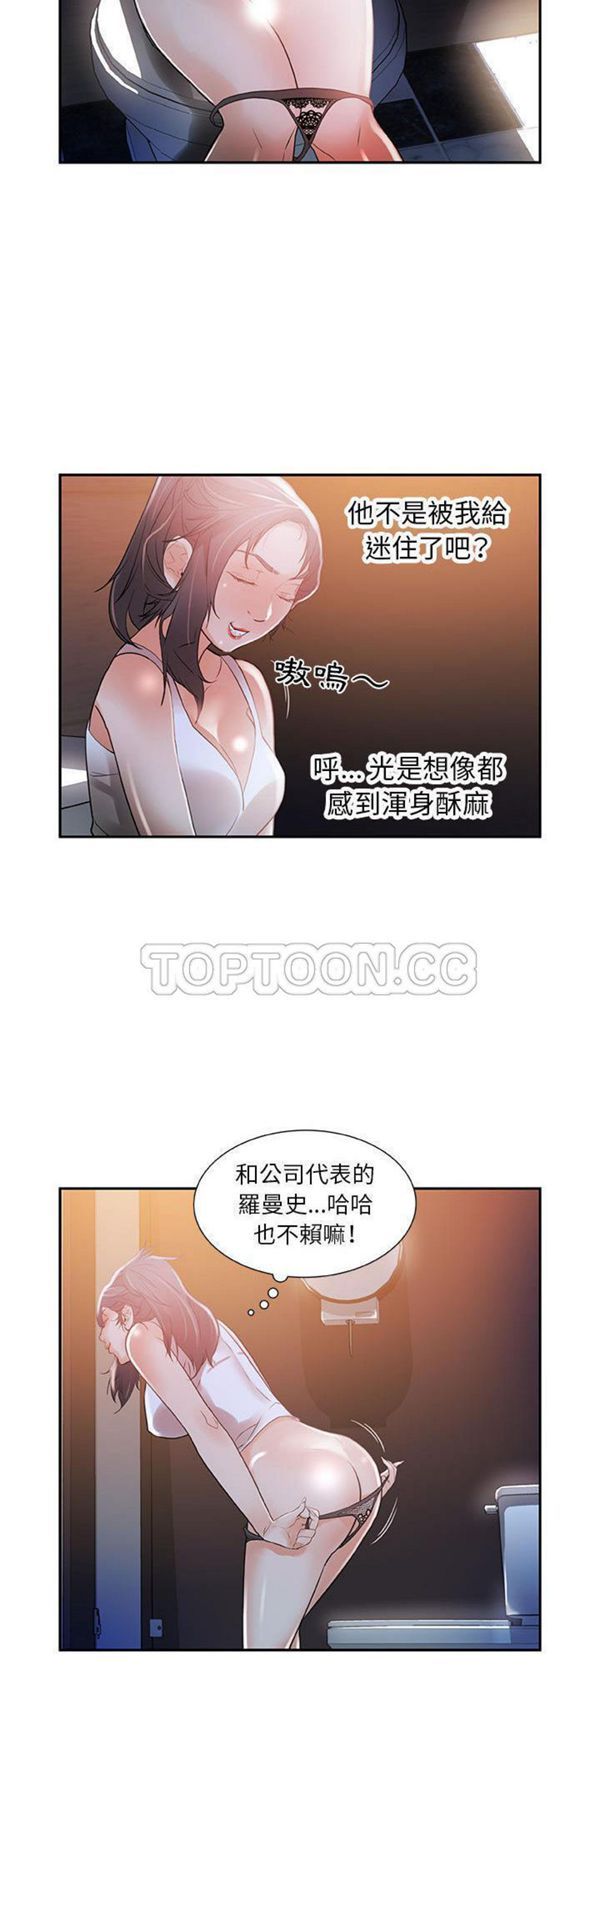 他不是被我給
迷住了吧？
嗷嗚～
呼…光是想像都
感到渾身酥麻
TOPTOON.CC
和公司代表的
羅曼史…哈哈
也不賴嘛！